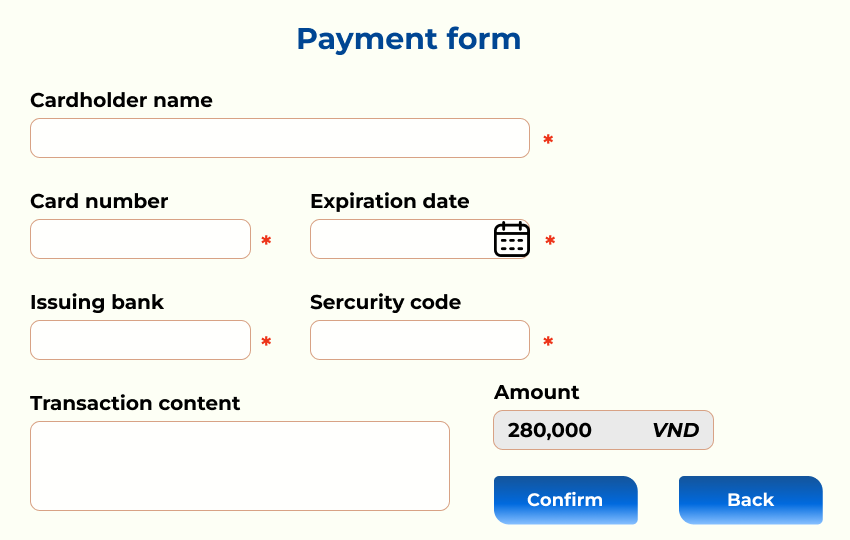 Payment form
Cardholder name
*
Card number
Expiration date
*
*
Issuing bank
Sercurity code
*
*
Transaction content
Amount
280,000 VND
Confirm
Back